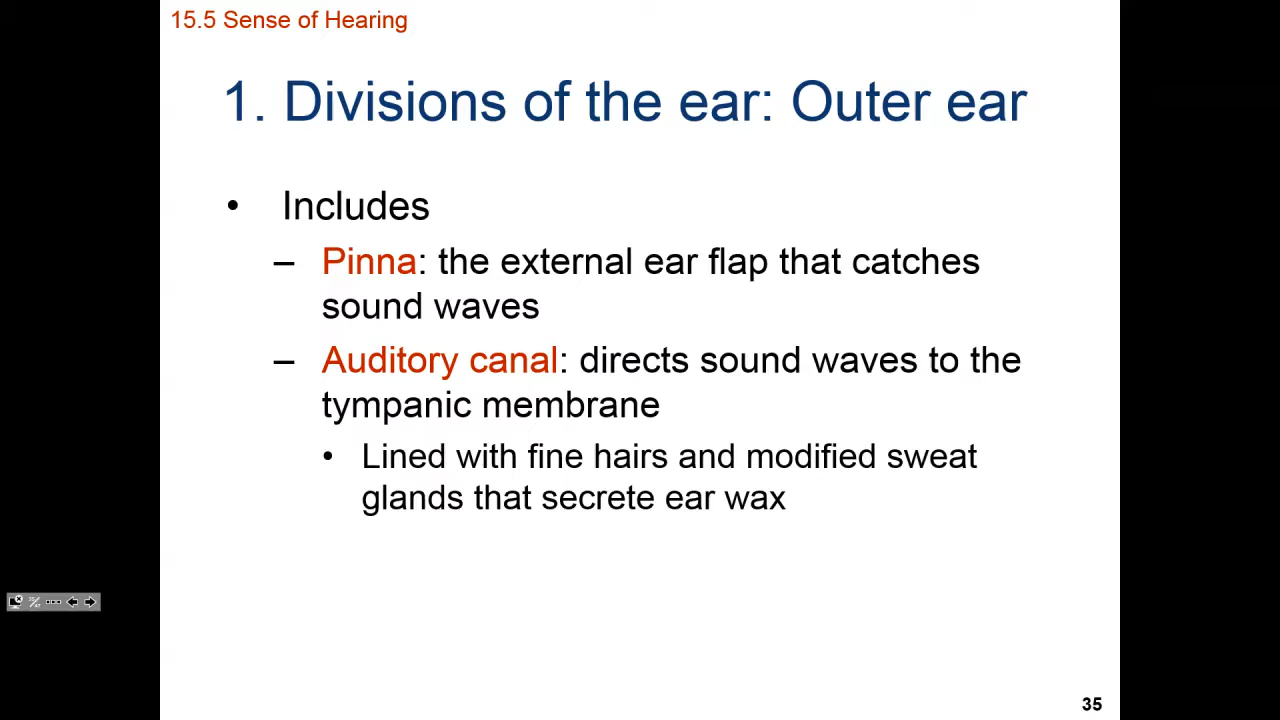 15.5 Sense of Hearing
1. Divisions of the ear: Outer ear
• Includes
– Pinna: the external ear flap that catches
sound waves
– Auditory canal: directs sound waves to the
tympanic membrane
• Lined with fine hairs and modified sweat
glands that secrete ear wax
35